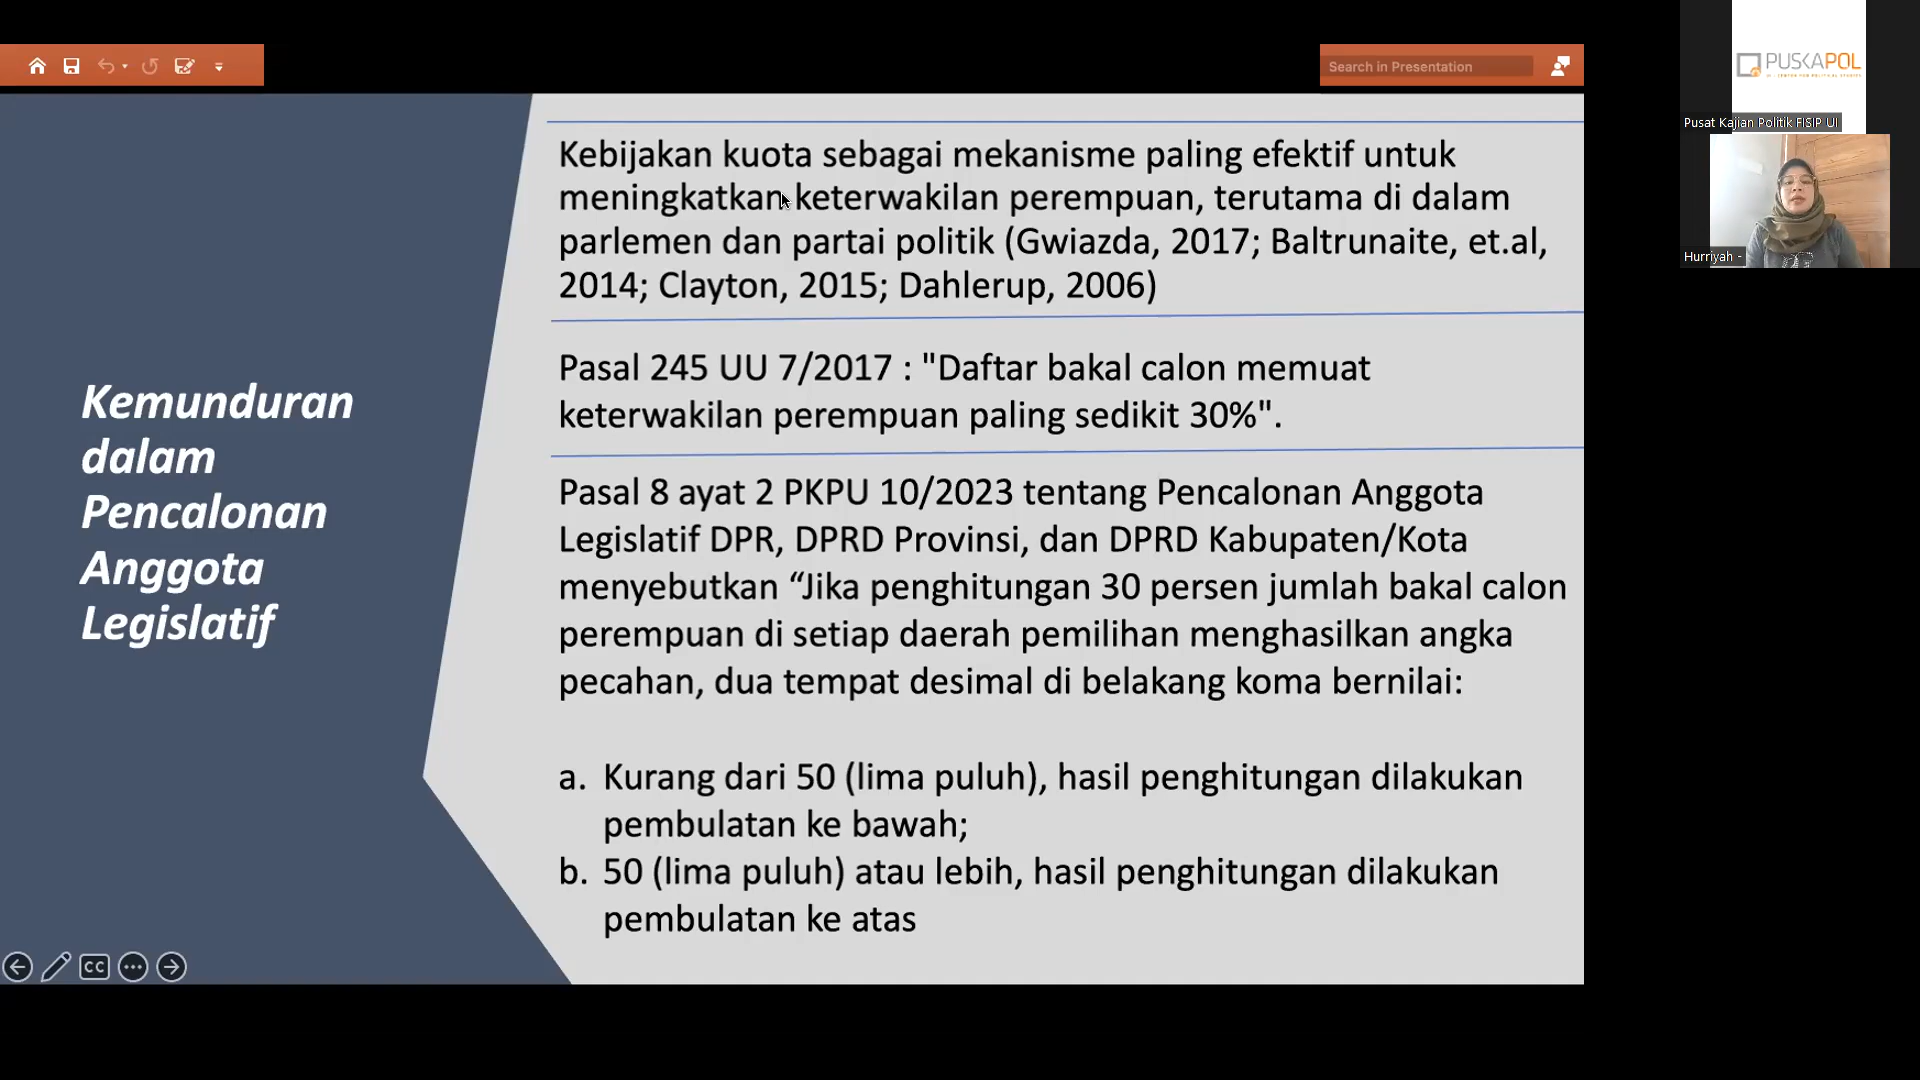 Search in Presentation
PUSKAPOL
Pusat Kajian Politik FISIP UI
Hurriyah -
Kemunduran
dalam
Pencalonan
Anggota
Legislatif
Kebijakan kuota sebagai mekanisme paling efektif untuk
meningkatkan keterwakilan perempuan, terutama di dalam
parlemen dan partai politik (Gwiazda, 2017; Baltrunaite, et.al,
2014; Clayton, 2015; Dahlerup, 2006)
Pasal 245 UU 7/2017 : "Daftar bakal calon memuat
keterwakilan perempuan paling sedikit 30%".
Pasal 8 ayat 2 PKPU 10/2023 tentang Pencalonan Anggota
Legislatif DPR, DPRD Provinsi, dan DPRD Kabupaten/Kota
menyebutkan “Jika penghitungan 30 persen jumlah bakal calon
perempuan di setiap daerah pemilihan menghasilkan angka
pecahan, dua tempat desimal di belakang koma bernilai:
a. Kurang dari 50 (lima puluh), hasil penghitungan dilakukan
pembulatan ke bawah;
b. 50 (lima puluh) atau lebih, hasil penghitungan dilakukan
pembulatan ke atas
CC